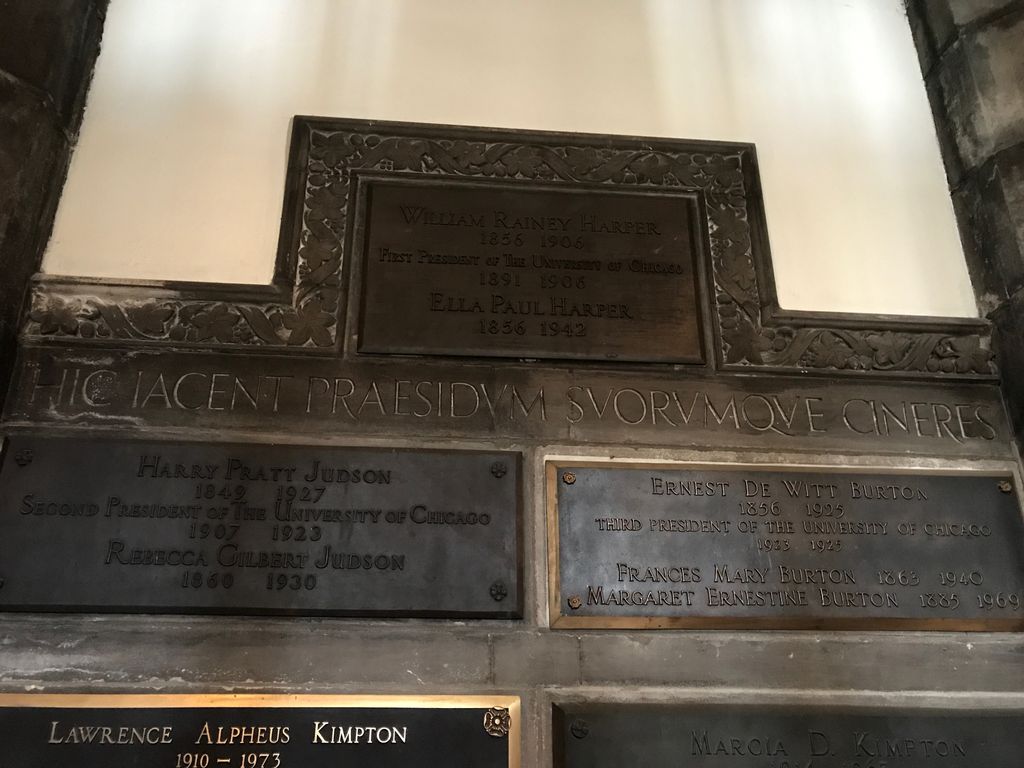 WILLIAM RAINEY HARPER
1856 1906
FIRST PRESIDENT OF THE UNIVERSITY OF CHICAGO
1891 1906
ELLA PAUL HARPER
1856 1942
HIC IACENT PRAESIDVM SVORVMQVE CINERES
HARRY PRATT JUDSON
1849 1927
SECOND PRESIDENT OF THE UNIVERSITY OF CHICAGO
1907 1923
REBECCA GILBERT JUDSON
1860 1930
ERNEST DE WITT BURTON
1856 1925
THIRD PRESIDENT OF THE UNIVERSITY OF CHICAGO
1923 1925
FRANCES MARY BURTON 1863 1940
MARGARET ERNESTINE BURTON 1885 1969
LAWRENCE ALPHEUS KIMPTON
1910 – 1973
MARCIA D. KIMPTON